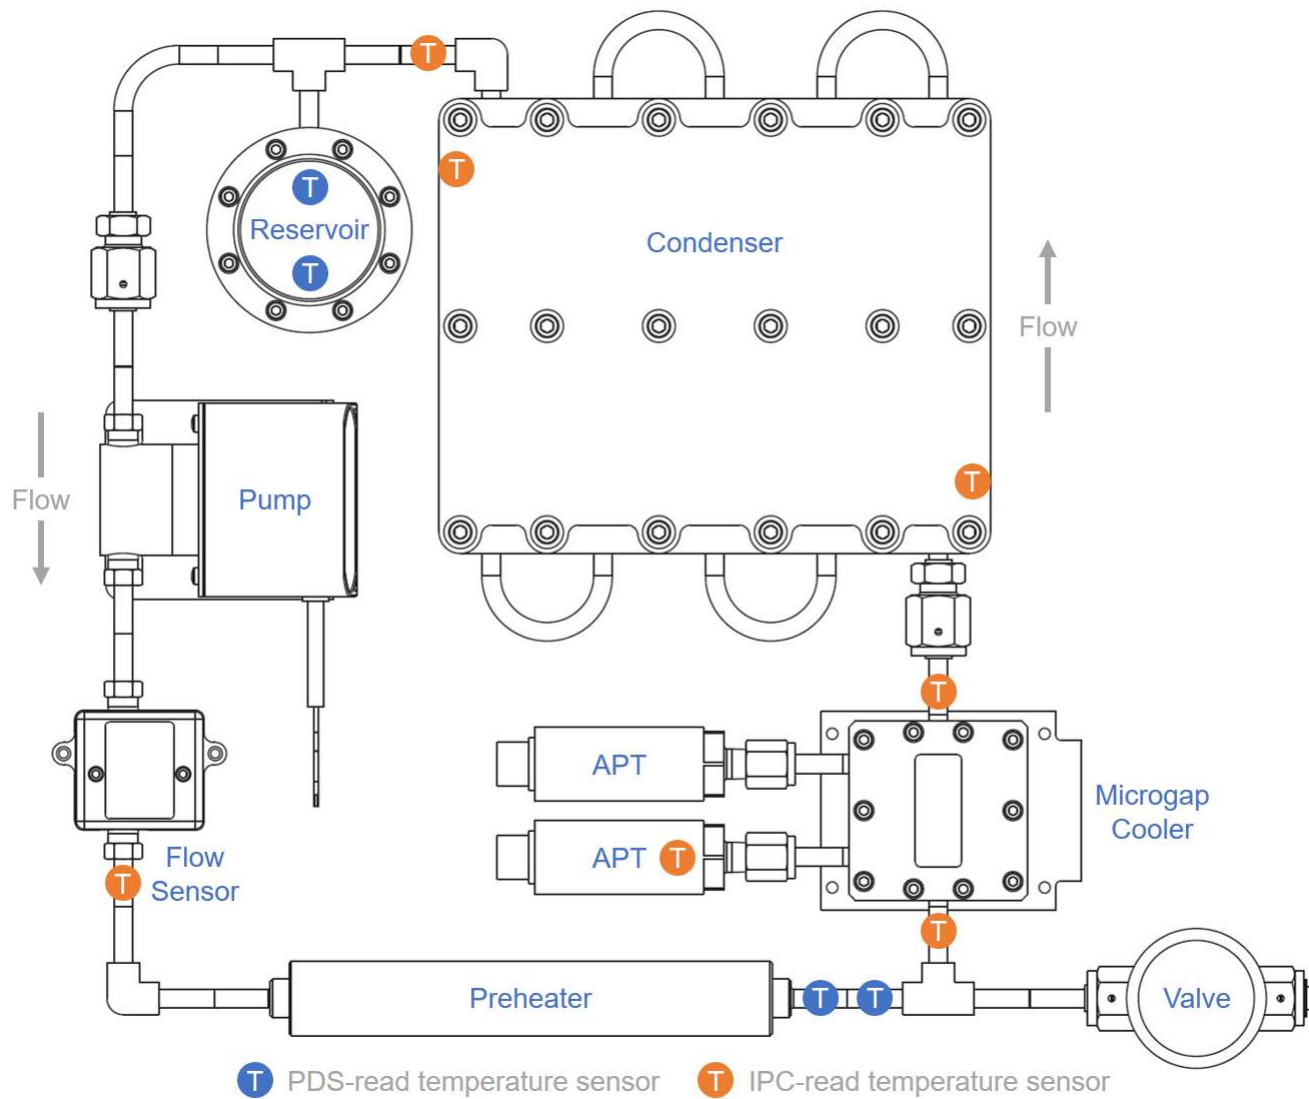 T
T
T
Reservoir
T
Condenser
Flow
Flow
Pump
T
T
APT
Microgap
Cooler
APT
T
Flow
Sensor
T
T
Preheater
T
T
Valve
T
PDS-read temperature sensor
T
IPC-read temperature sensor